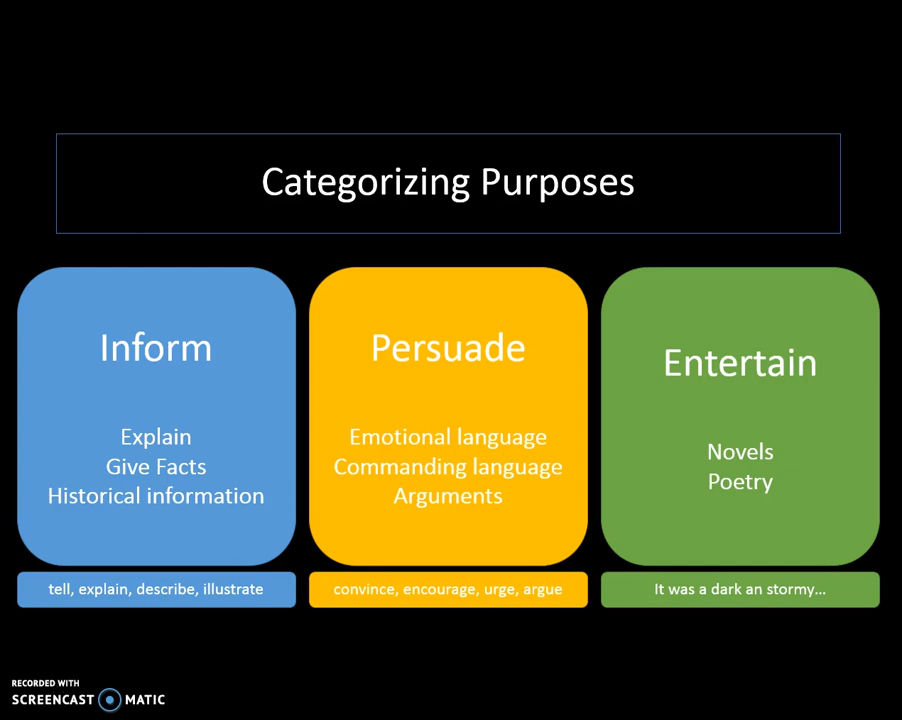 Categorizing Purposes
Inform
Explain
Give Facts
Historical information
tell, explain, describe, illustrate
Persuade
Emotional language
Commanding language
Arguments
convince, encourage, urge, argue
Entertain
Novels
Poetry
It was a dark an stormy...
RECORDED WITH
SCREENCAST MATIC